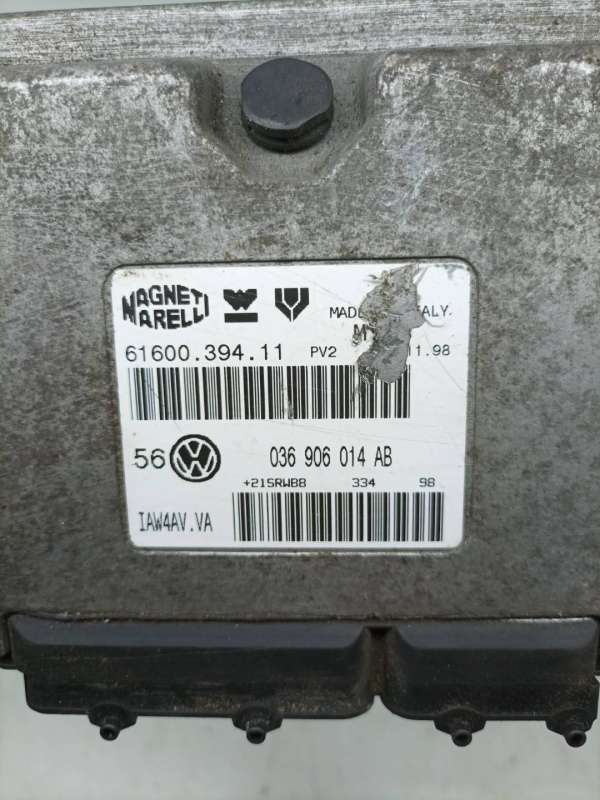 MAGNETI
MARELLI
MADE ALY.
61600.394.11 PV2 11.98
56 036 906 014 AB
+215RWB8 334 98
IAW4AV.VA